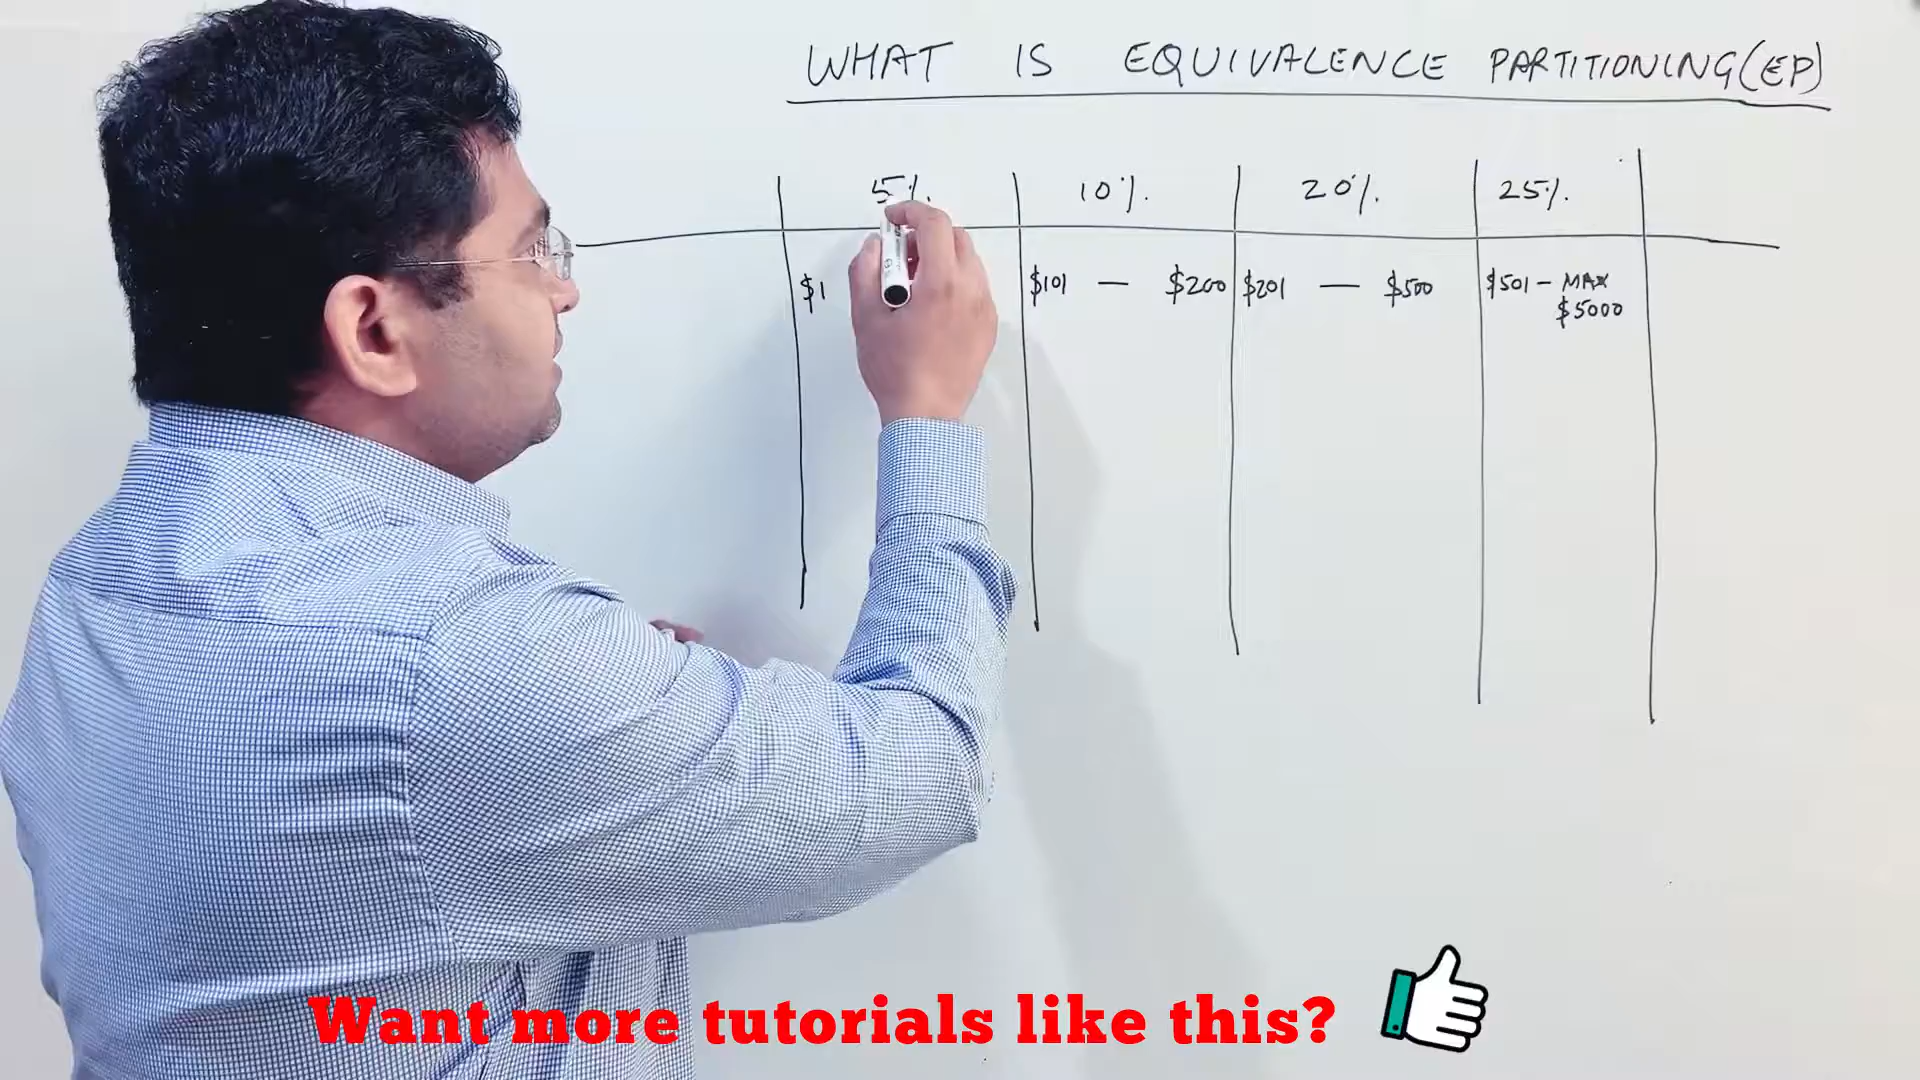 WHAT IS EQUIVALENCE PARTITIONING(EP)
5% 10% 20% 25%
$1 $101 — $200 $201 — $500 $501 - MAX
$5000
Want more tutorials like this?